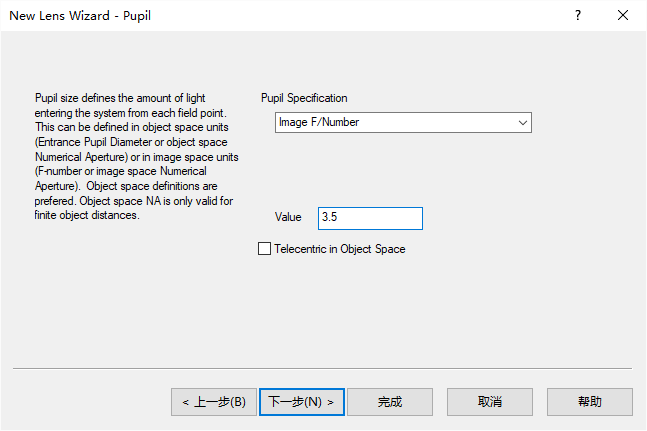 New Lens Wizard - Pupil
?
Pupil size defines the amount of light
entering the system from each field point.
This can be defined in object space units
(Entrance Pupil Diameter or object space
Numerical Aperture) or in image space units
(F-number or image space Numerical
Aperture). Object space definitions are
prefered. Object space NA is only valid for
finite object distances.
Pupil Specification
Image F/Number
Value 3.5
Telecentric in Object Space
< 上一步(B) 下一步(N) > 完成 取消 帮助